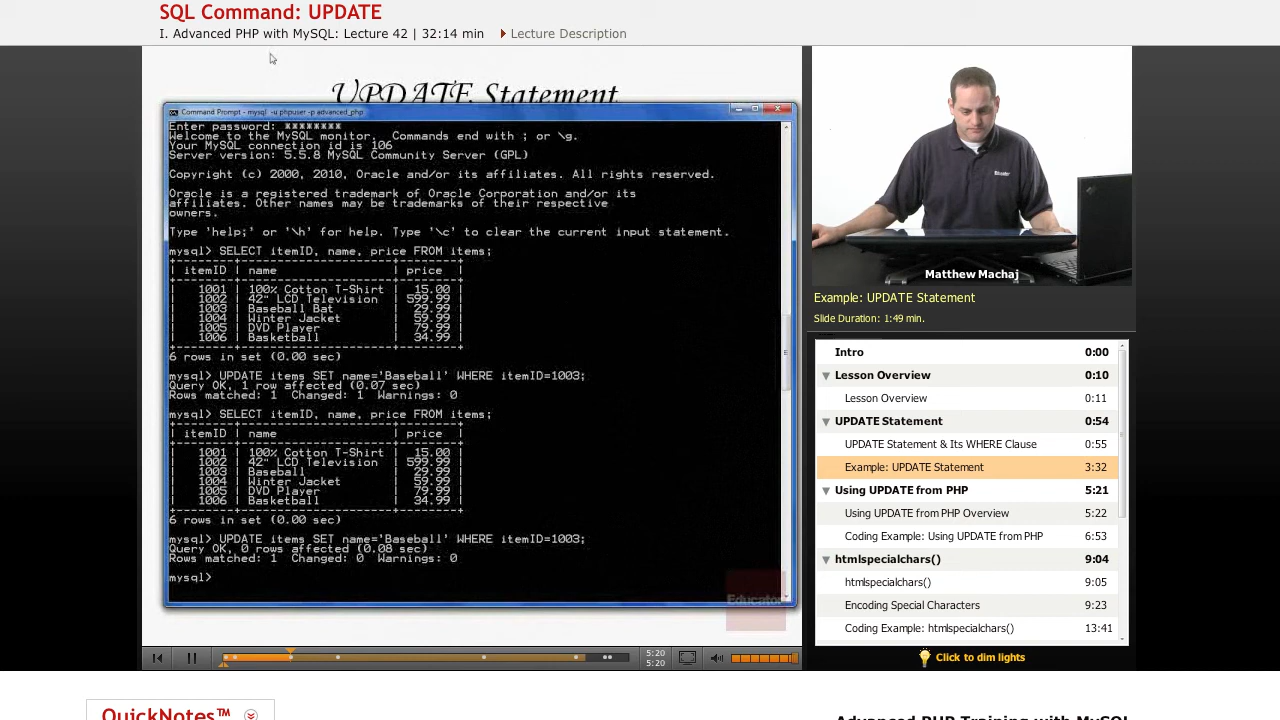 SQL Command: UPDATE
I. Advanced PHP with MySQL: Lecture 42 | 32:14 min Lecture Description
UPDATE Statement
Command Prompt - mysql -u phpuser -p advanced_php
Enter password: ********
Welcome to the MySQL monitor.  Commands end with ; or \g.
Your MySQL connection id is 106
Server version: 5.5.8 MySQL Community Server (GPL)
Copyright (c) 2000, 2010, Oracle and/or its affiliates. All rights reserved.
Oracle is a registered trademark of Oracle Corporation and/or its
affiliates. Other names may be trademarks of their respective
owners.
Type 'help;' or '\h' for help. Type '\c' to clear the current input statement.
mysql> SELECT itemID, name, price FROM items;
+--------+----------------------+--------+
| itemID | name                 | price  |
+--------+----------------------+--------+
|   1001 | 100% Cotton T-Shirt  |  15.00 |
|   1002 | 42" LCD Television   | 599.99 |
|   1003 | Baseball Bat         |  29.99 |
|   1004 | Winter Jacket        |  59.99 |
|   1005 | DVD Player           |  79.99 |
|   1006 | Basketball           |  34.99 |
+--------+----------------------+--------+
6 rows in set (0.00 sec)
mysql> UPDATE items SET name='Baseball' WHERE itemID=1003;
Query OK, 1 row affected (0.07 sec)
Rows matched: 1  Changed: 1  Warnings: 0
mysql> SELECT itemID, name, price FROM items;
+--------+----------------------+--------+
| itemID | name                 | price  |
+--------+----------------------+--------+
|   1001 | 100% Cotton T-Shirt  |  15.00 |
|   1002 | 42" LCD Television   | 599.99 |
|   1003 | Baseball             |  29.99 |
|   1004 | Winter Jacket        |  59.99 |
|   1005 | DVD Player           |  79.99 |
|   1006 | Basketball           |  34.99 |
+--------+----------------------+--------+
6 rows in set (0.00 sec)
mysql> UPDATE items SET name='Baseball' WHERE itemID=1003;
Query OK, 0 rows affected (0.08 sec)
Rows matched: 1  Changed: 0  Warnings: 0
mysql>
Educator
5:20
5:20
Matthew Machaj
Example: UPDATE Statement
Slide Duration: 1:49 min.
Intro 0:00
Lesson Overview 0:10
Lesson Overview 0:11
UPDATE Statement 0:54
UPDATE Statement & Its WHERE Clause 0:55
Example: UPDATE Statement 3:32
Using UPDATE from PHP 5:21
Using UPDATE from PHP Overview 5:22
Coding Example: Using UPDATE from PHP 6:53
htmlspecialchars() 9:04
htmlspecialchars() 9:05
Encoding Special Characters 9:23
Coding Example: htmlspecialchars() 13:41
Click to dim lights
QuickNotes™
Advanced PHP Training with MySQL